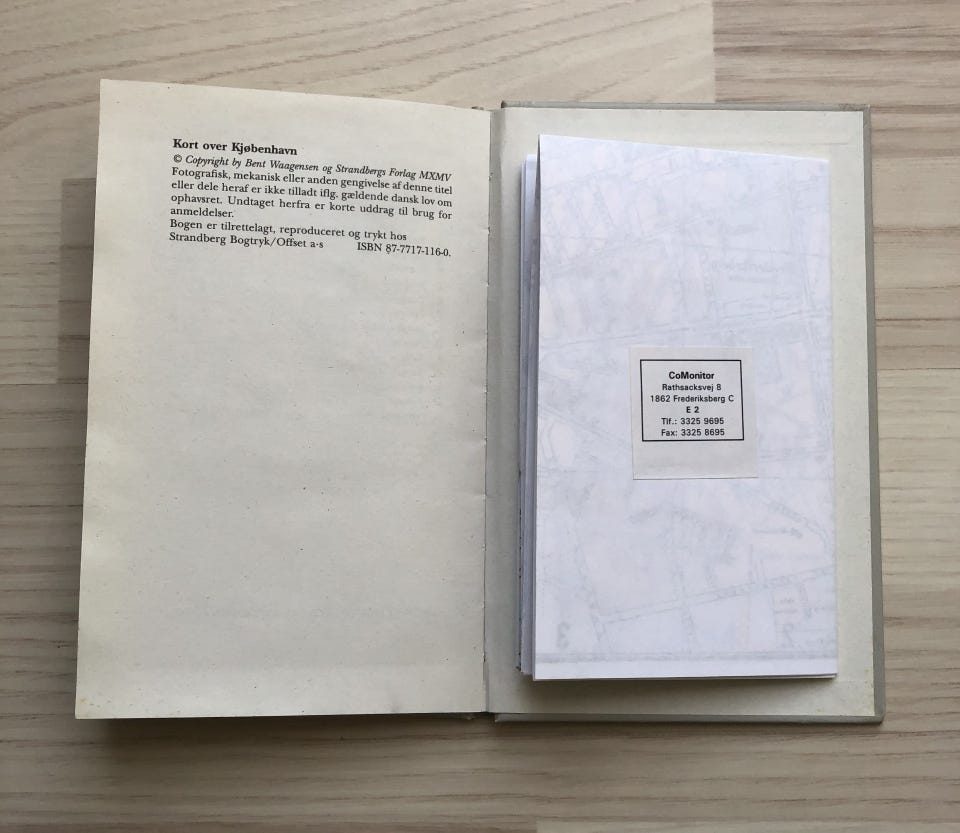 Kort over Kjøbenhavn
© Copyright by Bent Waagensen og Strandbergs Forlag MXMV
Fotografisk, mekanisk eller anden gengivelse af denne titel
eller dele heraf er ikke tilladt iflg. gældende dansk lov om
ophavsret. Undtaget herfra er korte uddrag til brug for
anmeldelser.
Bogen er tilrettelagt, reproduceret og trykt hos
Strandberg Bogtryk/Offset a·s ISBN 87-7717-116-0.
CoMonitor
Rathsacksvej 8
1862 Frederiksberg C
E 2
Tlf.: 3325 9695
Fax: 3325 8695